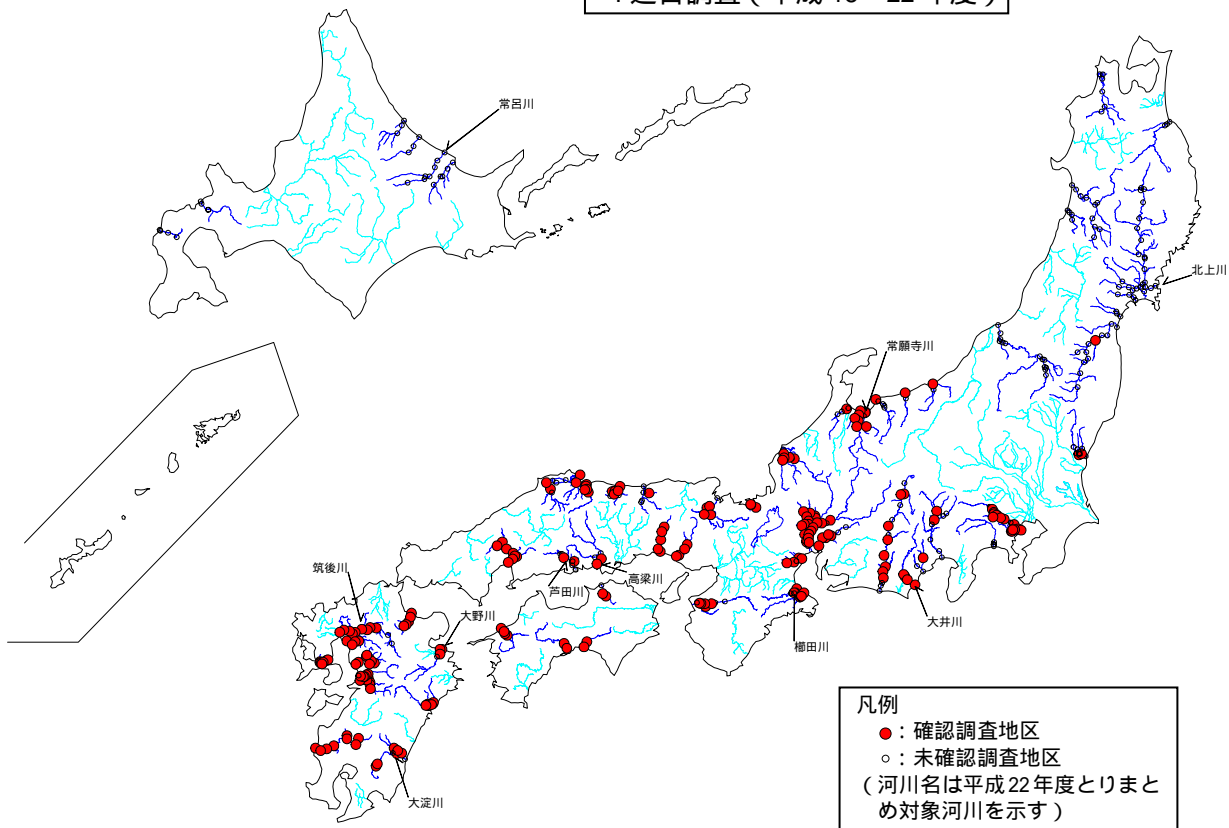 常呂川
北上川
常願寺川
筑後川
芦田川
高梁川
大野川
大井川
櫛田川
大淀川
凡例
●：確認調査地区
○：未確認調査地区
（河川名は平成22年度とりまと
め対象河川を示す）